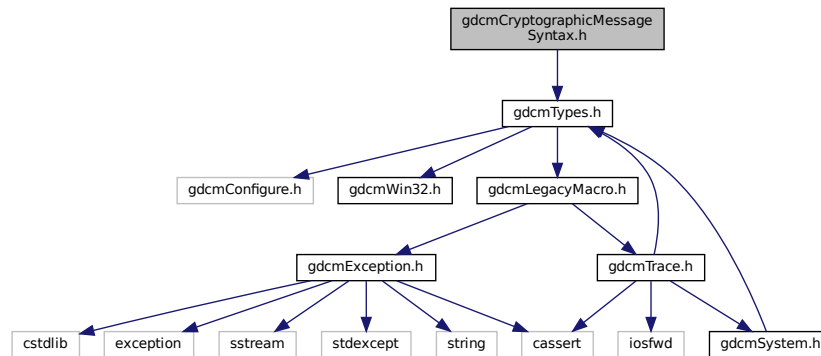 gdcmCryptographicMessage
Syntax.h
gdcmTypes.h
gdcmConfigure.h
gdcmWin32.h
gdcmLegacyMacro.h
gdcmException.h
gdcmTrace.h
cstdlib
exception
sstream
stdexcept
string
cassert
iosfwd
gdcmSystem.h